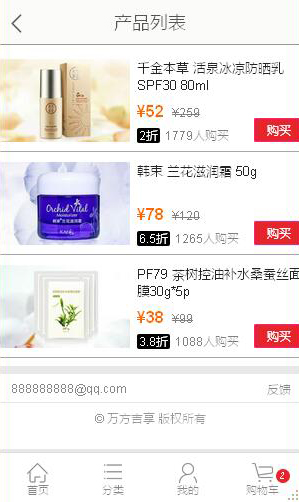 产品列表
千金本草 活泉冰凉防晒乳
SPF30 80ml
¥52 ¥259
2折 1779人购买
购买
Orchid Vital
Moisturizer
韩束 兰花滋润霜 50g
¥78 ¥120
6.5折 1265人购买
购买
PF79 茶树控油补水桑蚕丝面
膜30g*5p
¥38 ¥99
3.8折 1088人购买
购买
888888888@qq.com 反馈
© 万方吉享 版权所有
首页 分类 我的 购物车 2